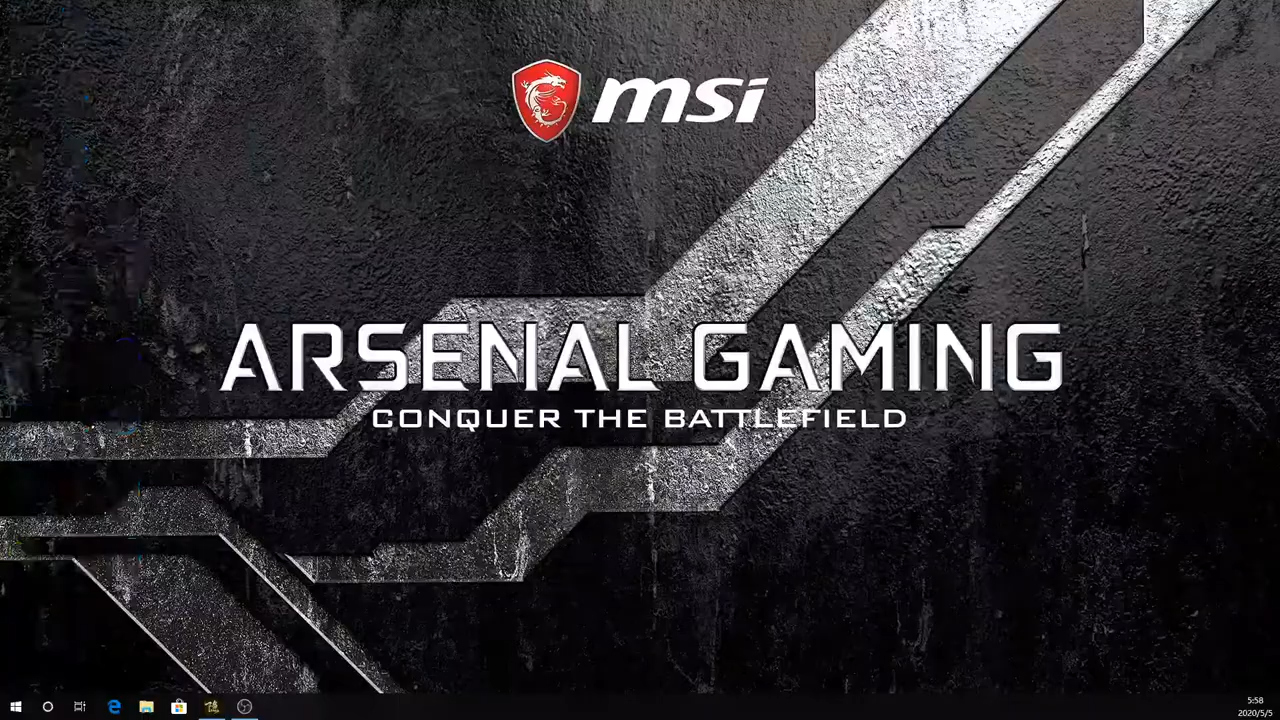 msi
ARSENAL GAMING
CONQUER THE BATTLEFIELD
5:58
2020/5/5